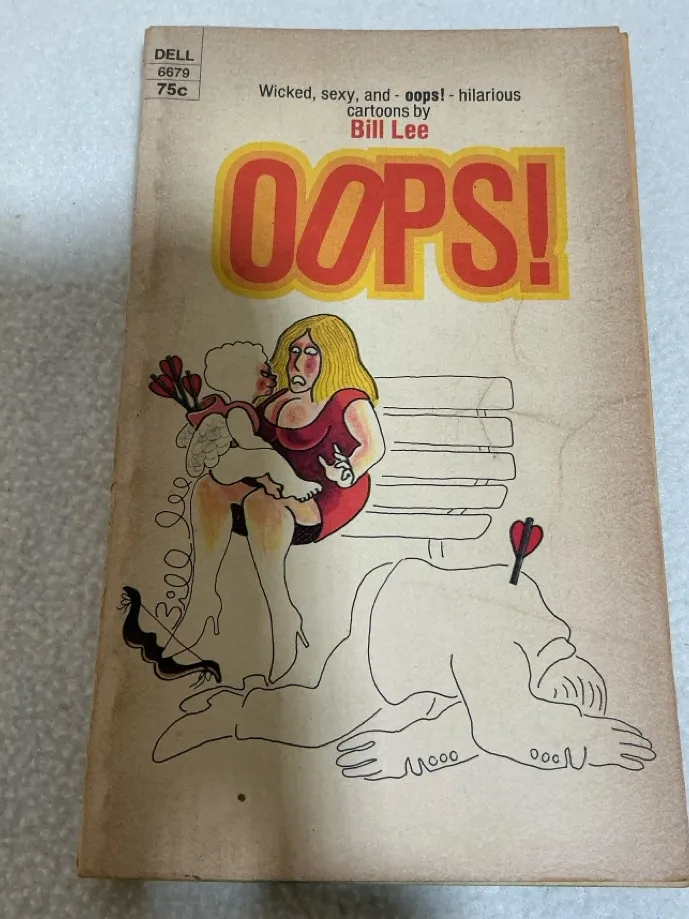 DELL
6679
75c
Wicked, sexy, and - oops! - hilarious
cartoons by
Bill Lee
OOPS!
Bill Lee